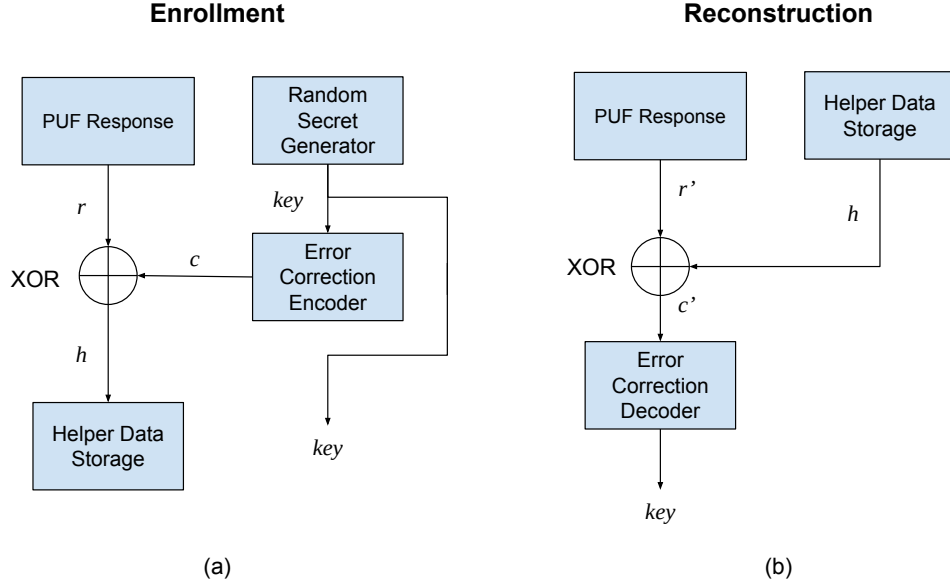 Enrollment
PUF Response
Random
Secret
Generator
r
key
XOR
c
Error
Correction
Encoder
h
Helper Data
Storage
key
(a)
Reconstruction
PUF Response
Helper Data
Storage
r’
h
XOR
c’
Error
Correction
Decoder
key
(b)